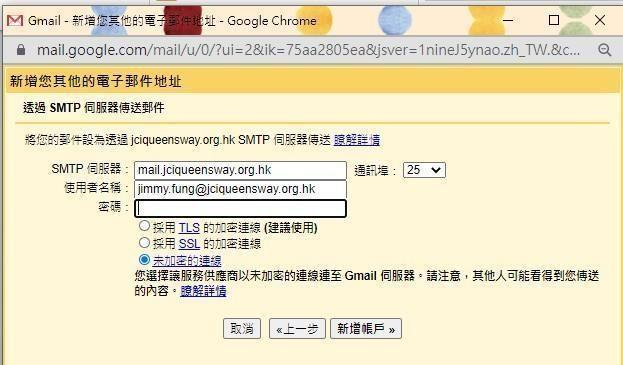 Gmail - 新增您其他的電子郵件地址 - Google Chrome
mail.google.com/mail/u/0/?ui=2&ik=75aa2805ea&jsver=1nineJ5ynao.zh_TW.&c...
新增您其他的電子郵件地址
透過 SMTP 伺服器傳送郵件
將您的郵件設為透過 jciqueensway.org.hk SMTP 伺服器傳送 瞭解詳情
SMTP 伺服器： mail.jciqueensway.org.hk 通訊埠： 25
使用者名稱： jimmy.fung@jciqueensway.org.hk
密碼：
採用 TLS 的加密連線 (建議使用)
採用 SSL 的加密連線
未加密的連線
您選擇讓服務供應商以未加密的連線連至 Gmail 伺服器。請注意，其他人可能看得到您傳送
的內容。瞭解詳情
取消 «上一步 新增帳戶 »